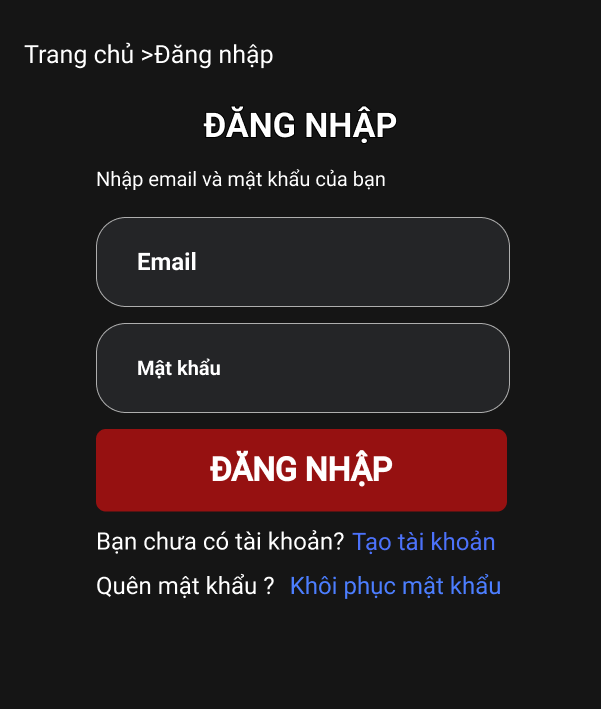 Trang chủ >Đăng nhập
ĐĂNG NHẬP
Nhập email và mật khẩu của bạn
Email
Mật khẩu
ĐĂNG NHẬP
Bạn chưa có tài khoản? Tạo tài khoản
Quên mật khẩu ? Khôi phục mật khẩu